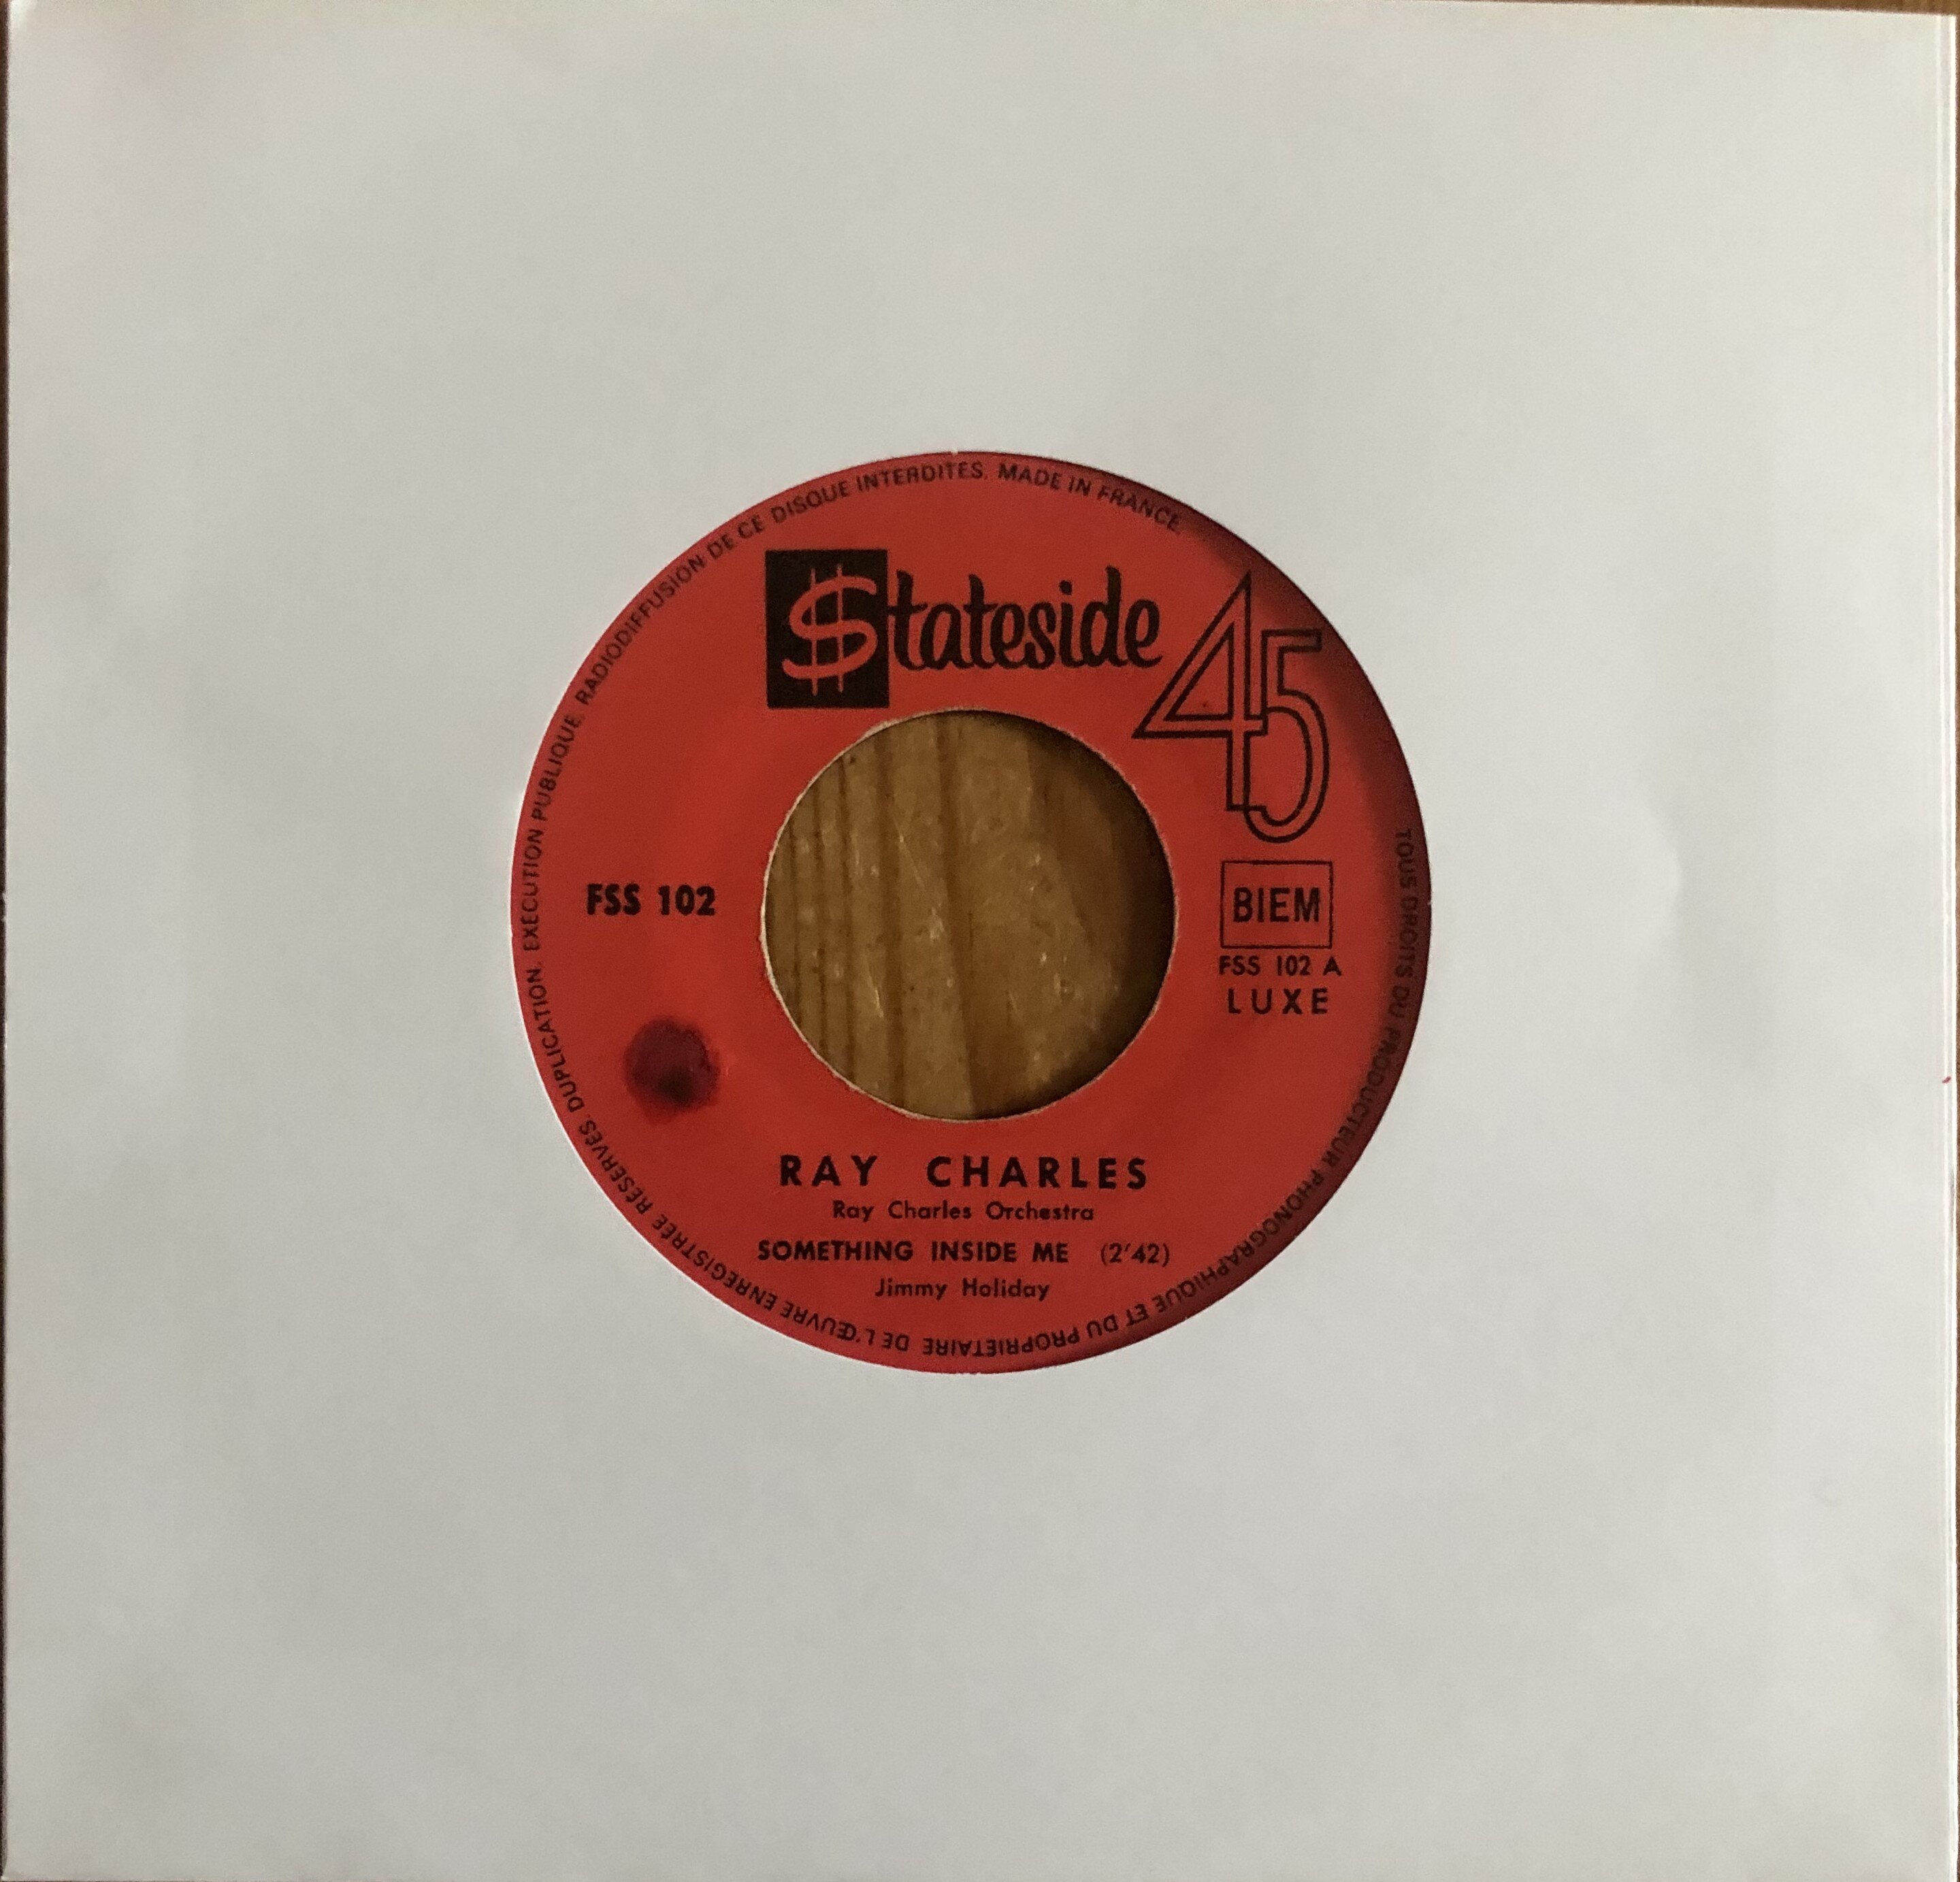 TOUS DROITS DU PRODUCTEUR PHONOGRAPHIQUE ET DU PROPRIETAIRE DE L'ŒUVRE ENREGISTRÉE RÉSERVÉS. DUPLICATION. EXÉCUTION PUBLIQUE. RADIODIFFUSION DE CE DISQUE INTERDITES. MADE IN FRANCE.
$tateside 45
FSS 102
BIEM
FSS 102 A
LUXE
RAY CHARLES
Ray Charles Orchestra
SOMETHING INSIDE ME (2'42)
Jimmy Holiday